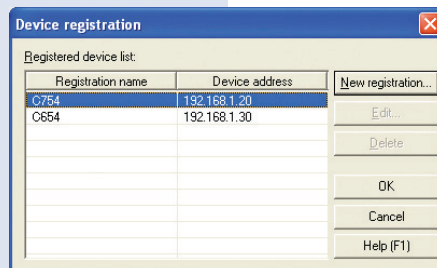 Device registration
Registered device list:
Registration name Device address
C754 192.168.1.20
C654 192.168.1.30
New registration...
Edit...
Delete
OK
Cancel
Help (F1)